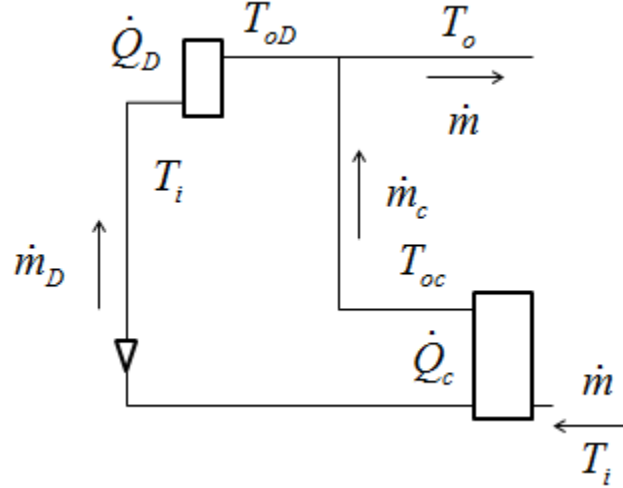 Q̇_D T_oD T_o
ṁ
T_i ṁ_c
ṁ_D T_oc
Q̇_c ṁ
T_i